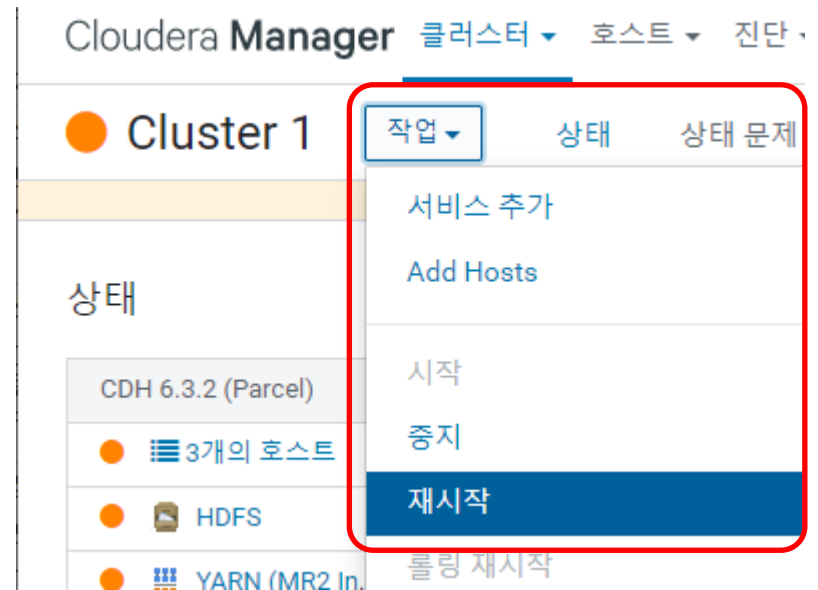 Cloudera Manager 클러스터 호스트 진단
Cluster 1 작업 상태 상태 문제
서비스 추가
Add Hosts
상태
시작
CDH 6.3.2 (Parcel)
중지
3개의 호스트
재시작
HDFS
롤링 재시작
YARN (MR2 In.